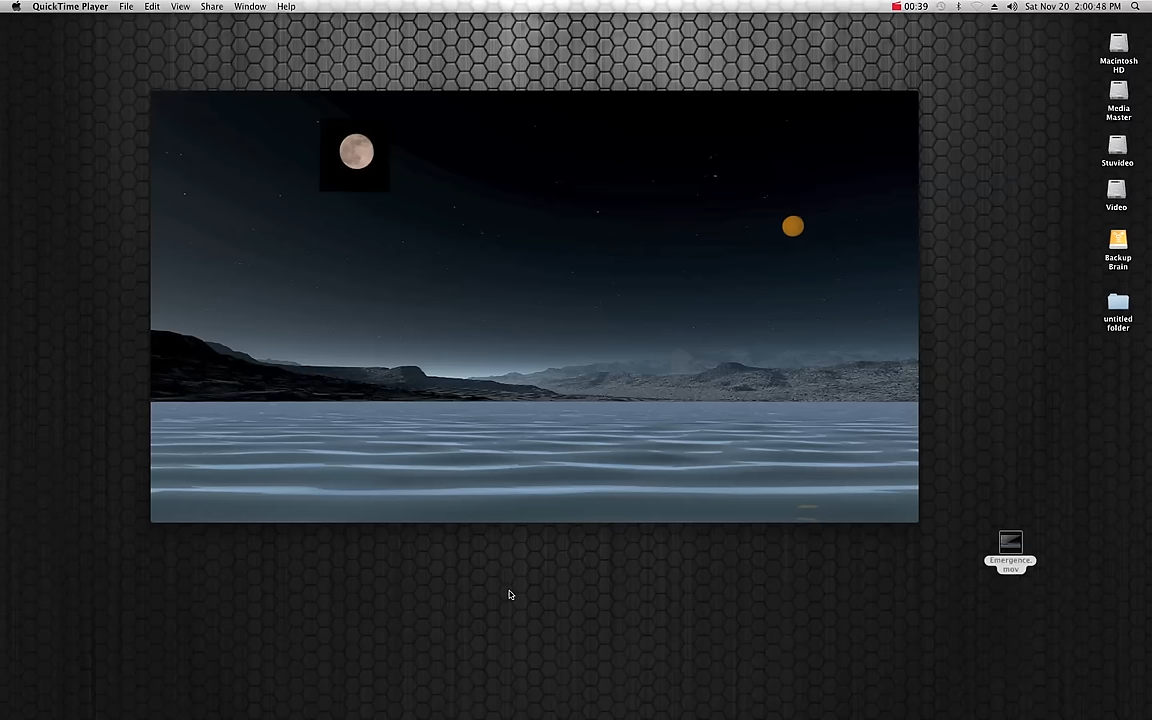 QuickTime Player File Edit View Share Window Help 00:39 Sat Nov 20 2:00:48 PM
Macintosh
HD
Media
Master
Stuvideo
Video
Backup
Brain
untitled
folder
Emergence.
mov